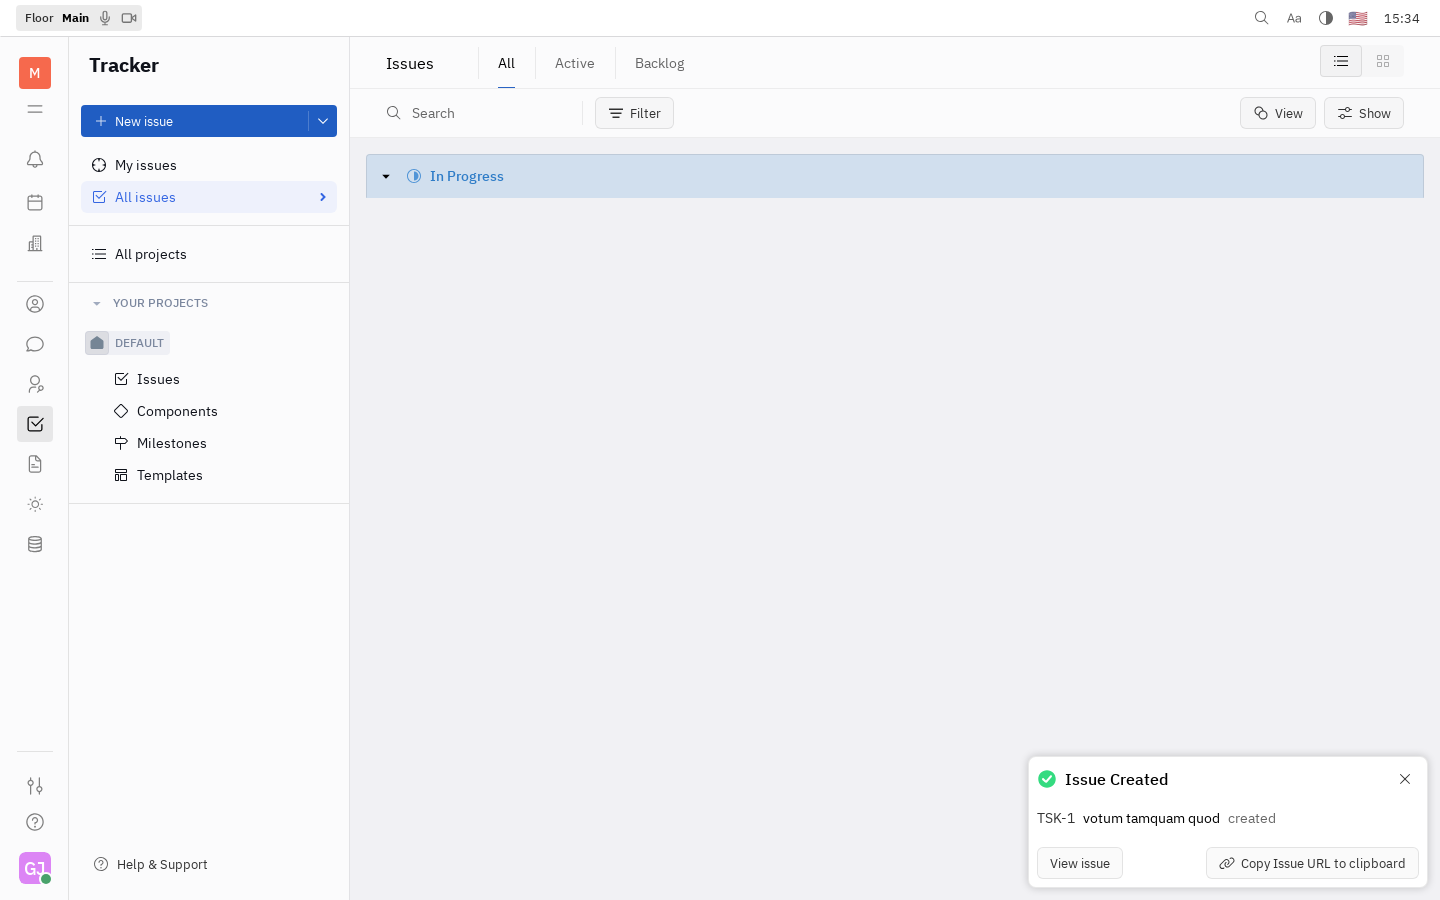 Floor Main
Aa
15:34
M
Tracker
New issue
My issues
All issues
All projects
YOUR PROJECTS
DEFAULT
Issues
Components
Milestones
Templates
Help & Support
GJ
Issues
All
Active
Backlog
Search
Filter
View
Show
In Progress
Issue Created
TSK-1 votum tamquam quod created
View issue
Copy Issue URL to clipboard